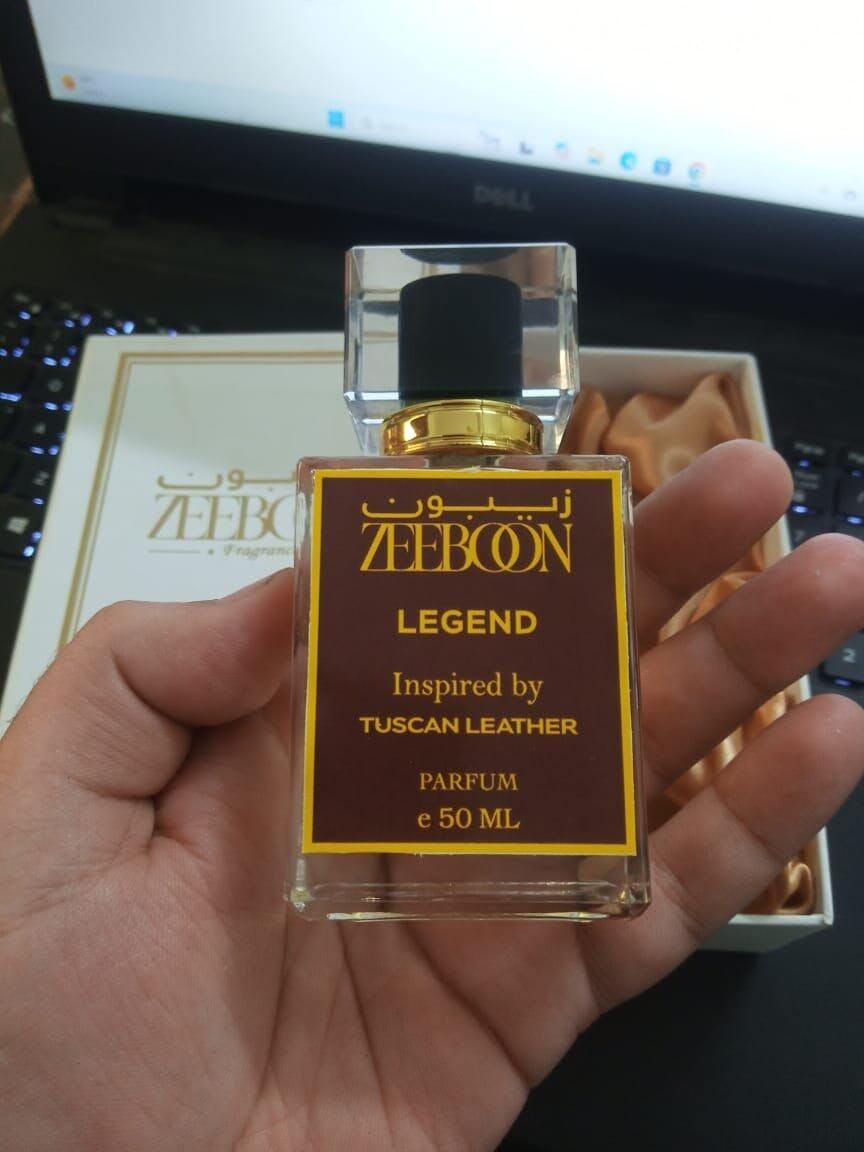 DELL
زيبون
ZEEBOON
LEGEND
Inspired by
TUSCAN LEATHER
PARFUM
e 50 ML